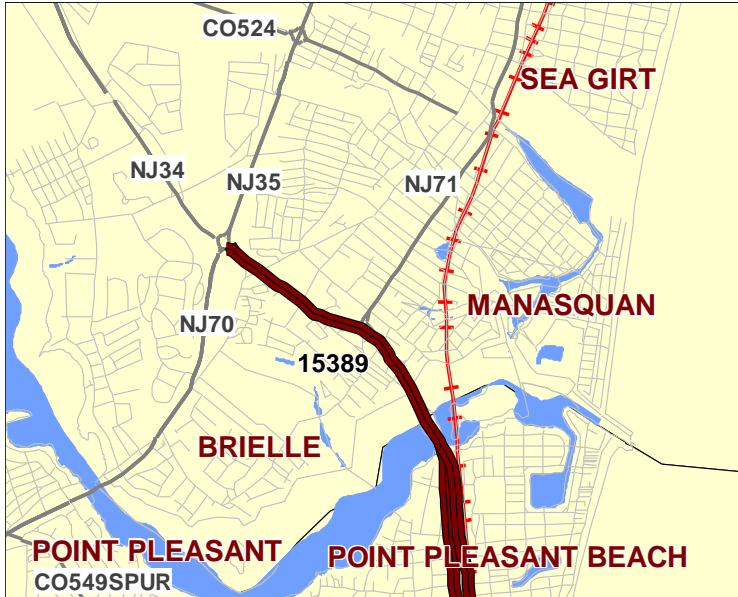 CO524
SEA GIRT
NJ34
NJ35
NJ71
MANASQUAN
NJ70
15389
BRIELLE
POINT PLEASANT
POINT PLEASANT BEACH
CO549SPUR